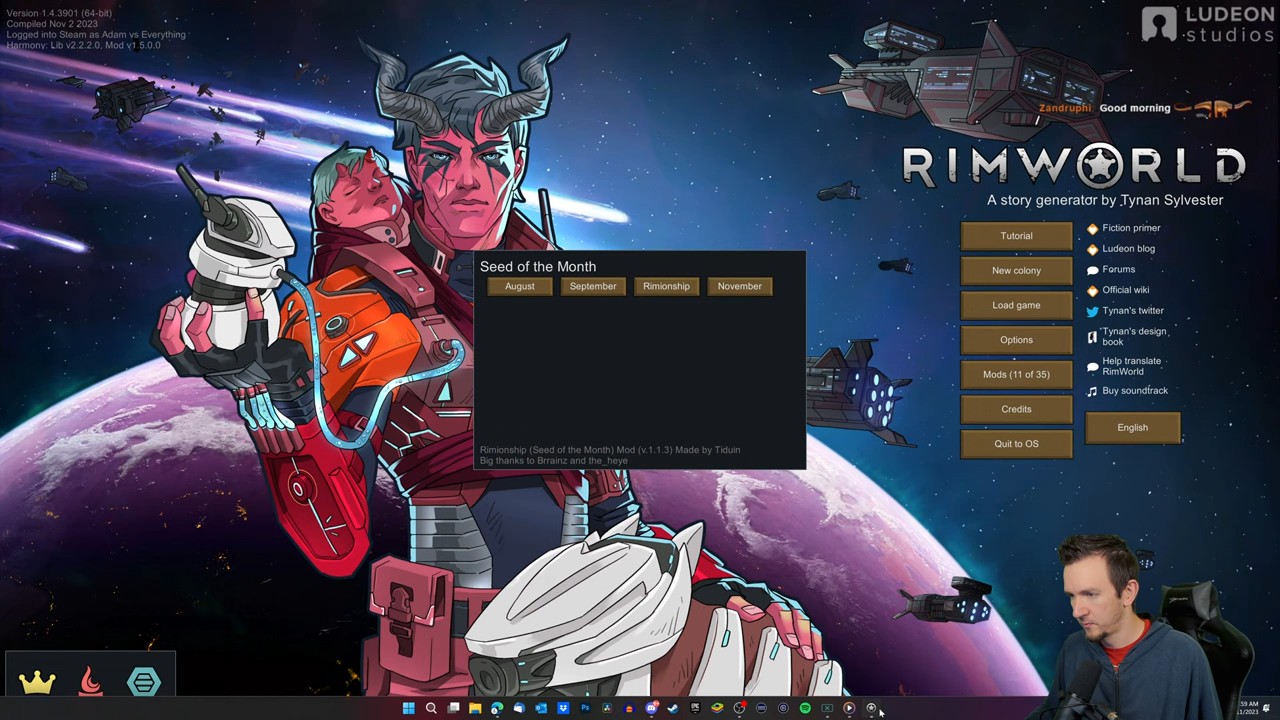 Version 1.4.3901 (64-bit)
Compiled Nov 2 2023
Logged into Steam as Adam vs Everything
Harmony: Lib v2.2.2.0, Mod v1.5.0.0
LUDEON
studios
Zandruphi Good morning
RIMWORLD
A story generator by Tynan Sylvester
Tutorial
New colony
Load game
Options
Mods (11 of 35)
Credits
Quit to OS
Fiction primer
Ludeon blog
Forums
Official wiki
Tynan's twitter
Tynan's design
book
Help translate
RimWorld
Buy soundtrack
English
Seed of the Month
August September Rimionship November
Rimionship (Seed of the Month) Mod (v.1.1.3) Made by Tiduin
Big thanks to Brrainz and the_heye
:59 AM
1/2023